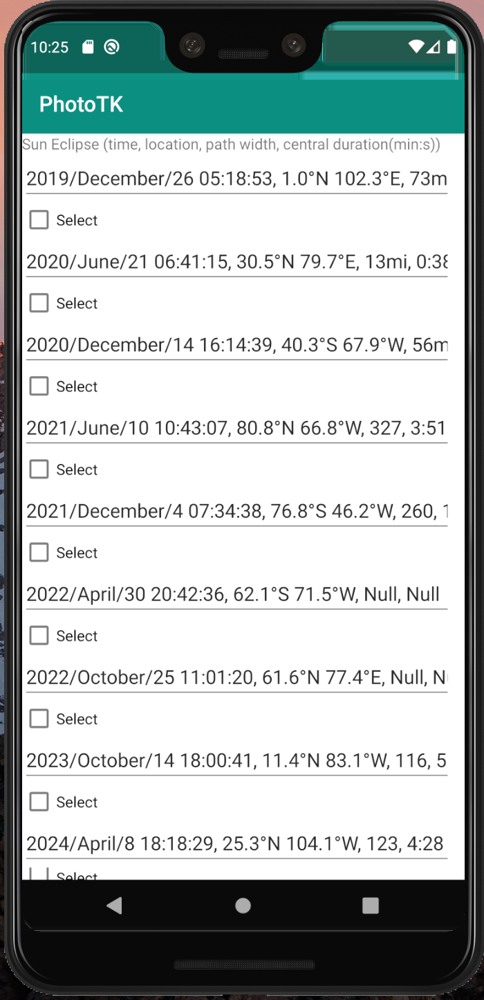 10:25
PhotoTK
Sun Eclipse (time, location, path width, central duration(min:s))
2019/December/26 05:18:53, 1.0°N 102.3°E, 73m
Select
2020/June/21 06:41:15, 30.5°N 79.7°E, 13mi, 0:38
Select
2020/December/14 16:14:39, 40.3°S 67.9°W, 56m
Select
2021/June/10 10:43:07, 80.8°N 66.8°W, 327, 3:51
Select
2021/December/4 07:34:38, 76.8°S 46.2°W, 260, 1
Select
2022/April/30 20:42:36, 62.1°S 71.5°W, Null, Null
Select
2022/October/25 11:01:20, 61.6°N 77.4°E, Null, N
Select
2023/October/14 18:00:41, 11.4°N 83.1°W, 116, 5
Select
2024/April/8 18:18:29, 25.3°N 104.1°W, 123, 4:28
Select